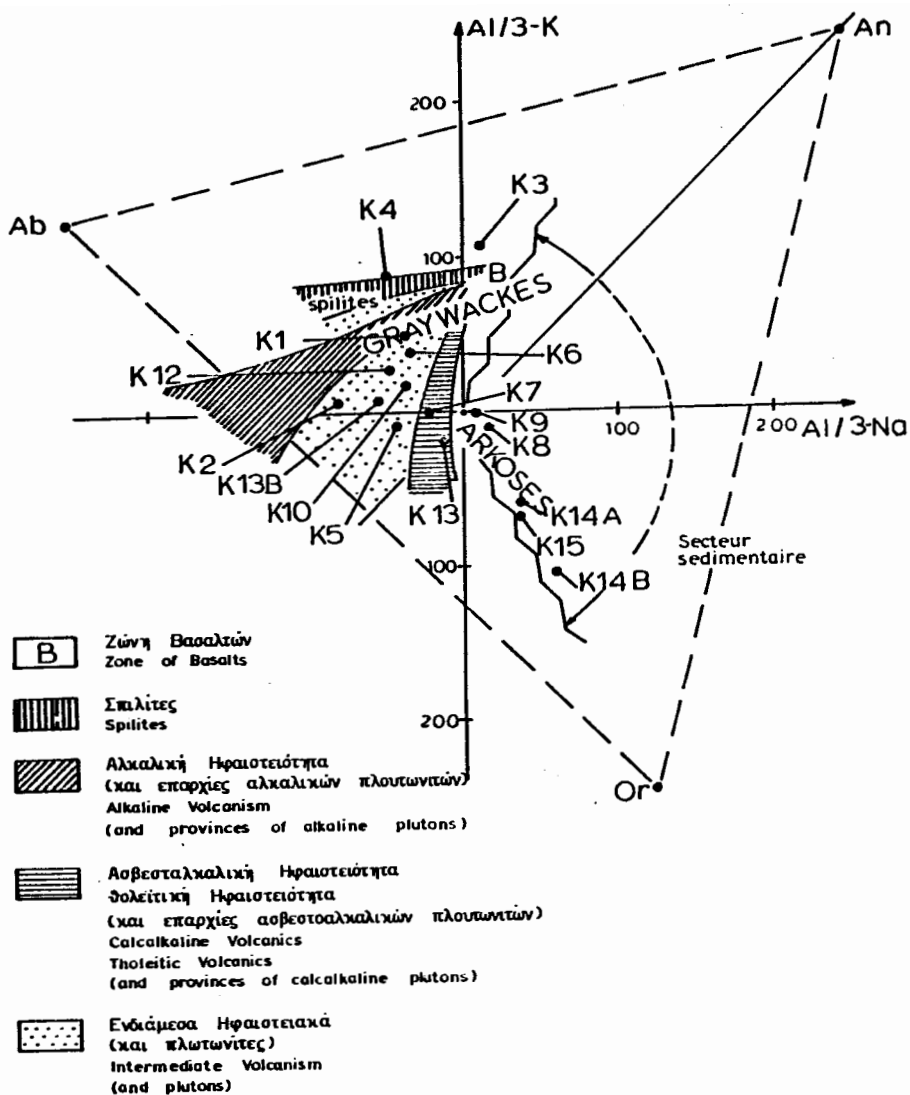 Al/3-K
An
200
K3
K4
Ab
100
B
spilites
GRAYWACKES
K1
K6
K12
K7
K9
100
200
Al/3-Na
K8
ARKOSES
K2
K13B
K10
K5
K13
K14A
K15
Secteur
sedimentaire
100
K14B
200
Or
B
Ζώνη Βασαλτών
Zone of Basalts
Σπιλίτες
Spilites
Αλκαλική Ηφαιστειότητα
(και επαρχίες αλκαλικών πλουτωνιτών)
Alkaline Volcanism
(and provinces of alkaline plutons)
Ασβεσταλκαλική Ηφαιστειότητα
θολεϊτική Ηφαιστειότητα
(και επαρχίες ασβεστοαλκαλικών πλουτωνιτών)
Calcalkaline Volcanics
Tholeitic Volcanics
(and provinces of calcalkaline plutons)
Ενδιάμεσα Ηφαιστειακά
(και πλωτωνίτες)
Intermediate Volcanism
(and plutons)